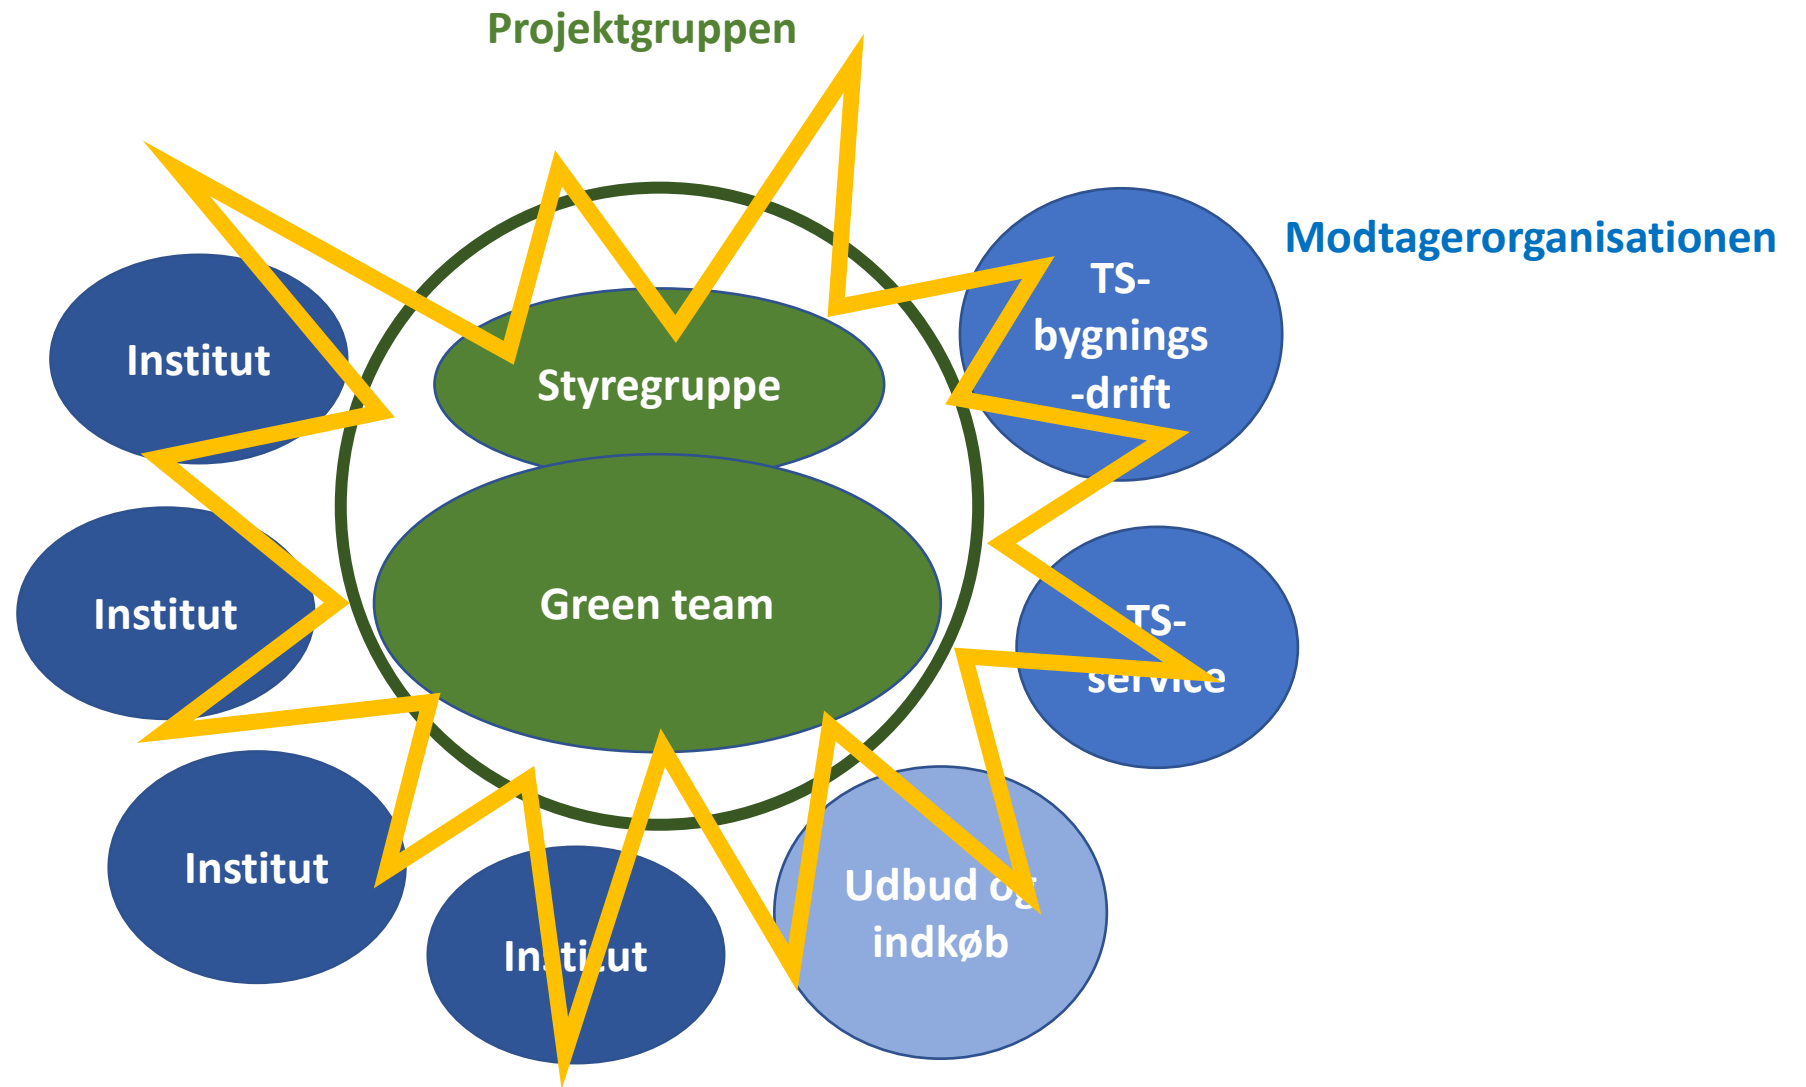 Projektgruppen
Modtagerorganisationen
TS-
bygnings
-drift
Institut
Styregruppe
Green team
Institut
TS-
service
Institut
Udbud og
indkøb
Institut